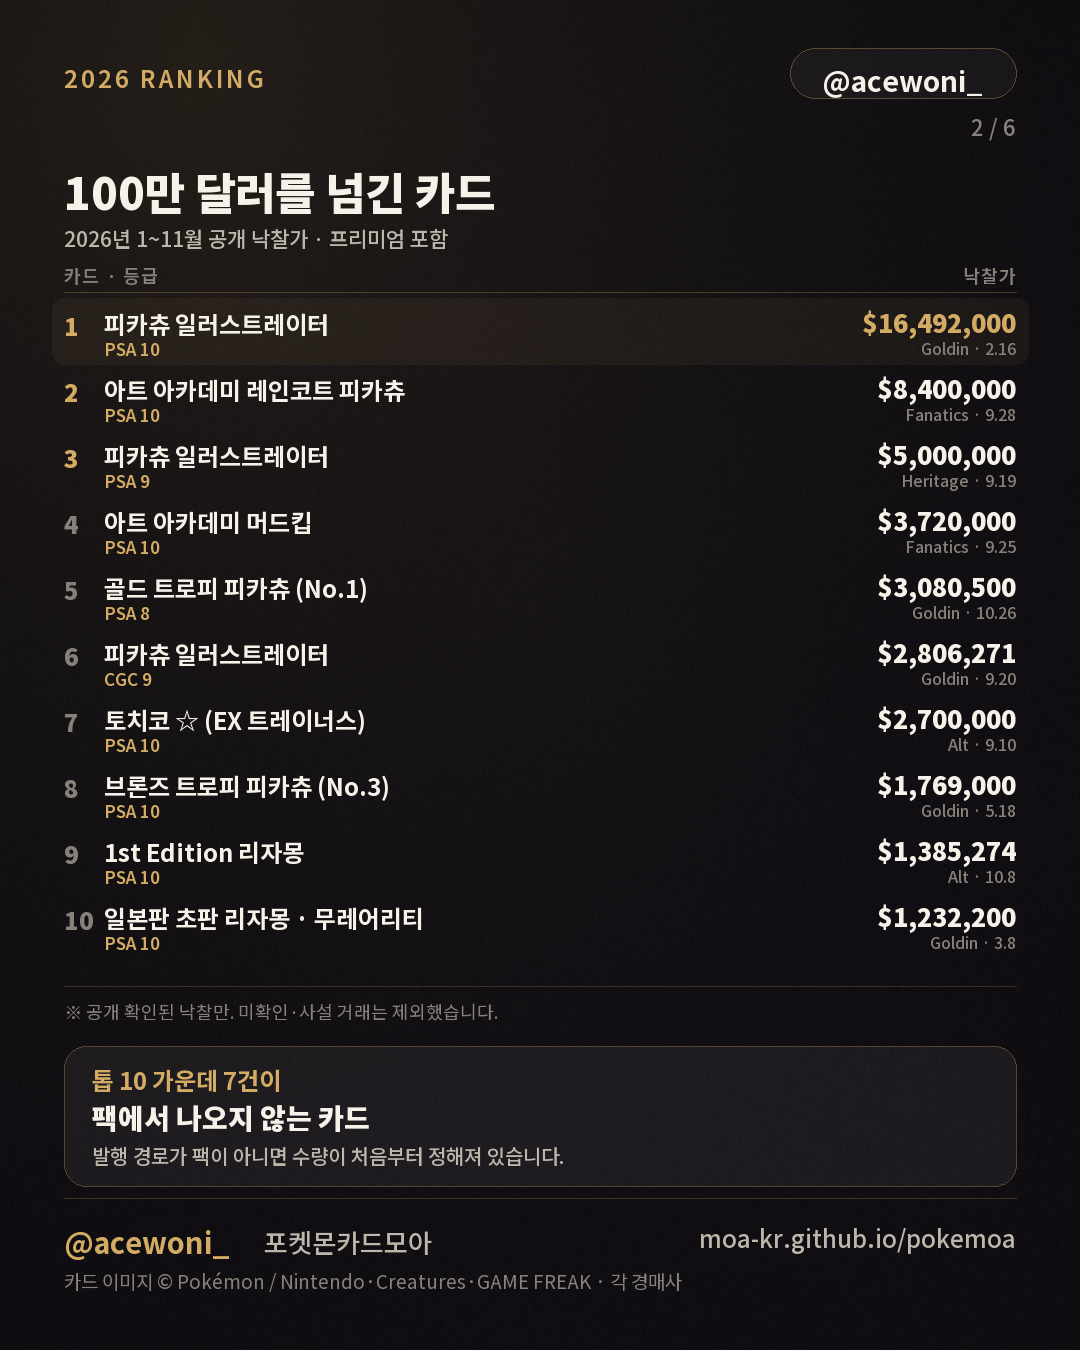 2026 RANKING
@acewoni_
2 / 6
100만 달러를 넘긴 카드
2026년 1~11월 공개 낙찰가 · 프리미엄 포함
카드 · 등급 낙찰가
1 피카츄 일러스트레이터 $16,492,000
PSA 10 Goldin · 2.16
2 아트 아카데미 레인코트 피카츄 $8,400,000
PSA 10 Fanatics · 9.28
3 피카츄 일러스트레이터 $5,000,000
PSA 9 Heritage · 9.19
4 아트 아카데미 머드킵 $3,720,000
PSA 10 Fanatics · 9.25
5 골드 트로피 피카츄 (No.1) $3,080,500
PSA 8 Goldin · 10.26
6 피카츄 일러스트레이터 $2,806,271
CGC 9 Goldin · 9.20
7 토치코 ☆ (EX 트레이너스) $2,700,000
PSA 10 Alt · 9.10
8 브론즈 트로피 피카츄 (No.3) $1,769,000
PSA 10 Goldin · 5.18
9 1st Edition 리자몽 $1,385,274
PSA 10 Alt · 10.8
10 일본판 초판 리자몽 · 무레어리티 $1,232,200
PSA 10 Goldin · 3.8
※ 공개 확인된 낙찰만. 미확인·사설 거래는 제외했습니다.
톱 10 가운데 7건이
팩에서 나오지 않는 카드
발행 경로가 팩이 아니면 수량이 처음부터 정해져 있습니다.
@acewoni_ 포켓몬카드모아 moa-kr.github.io/pokemoa
카드 이미지 © Pokémon / Nintendo·Creatures·GAME FREAK · 각 경매사